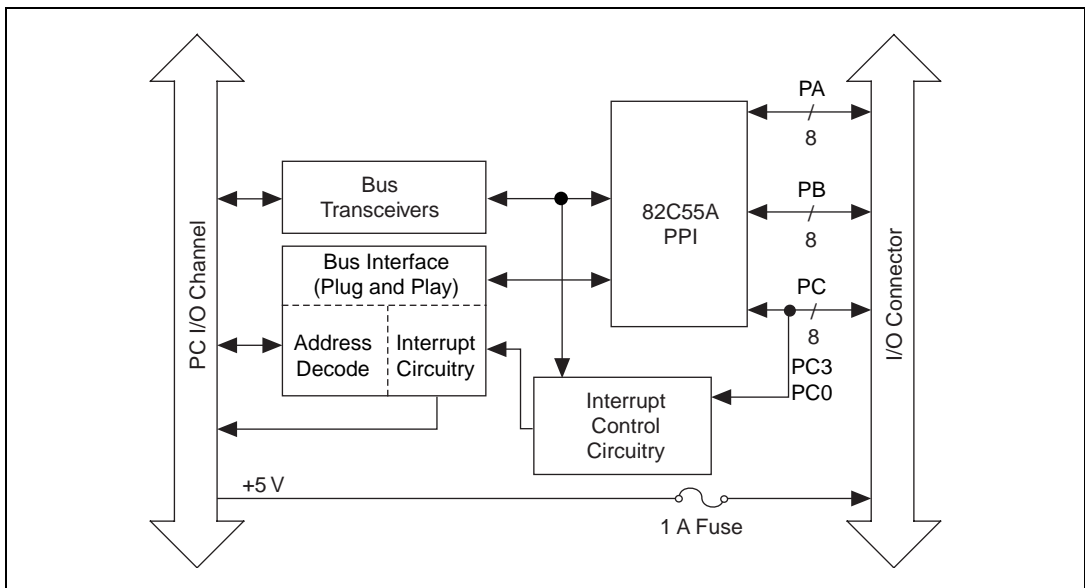 PC I/O Channel
Bus
Transceivers
Bus Interface
(Plug and Play)
Address
Decode
Interrupt
Circuitry
82C55A
PPI
Interrupt
Control
Circuitry
PA
8
PB
8
PC
8
PC3
PC0
I/O Connector
+5 V
1 A Fuse